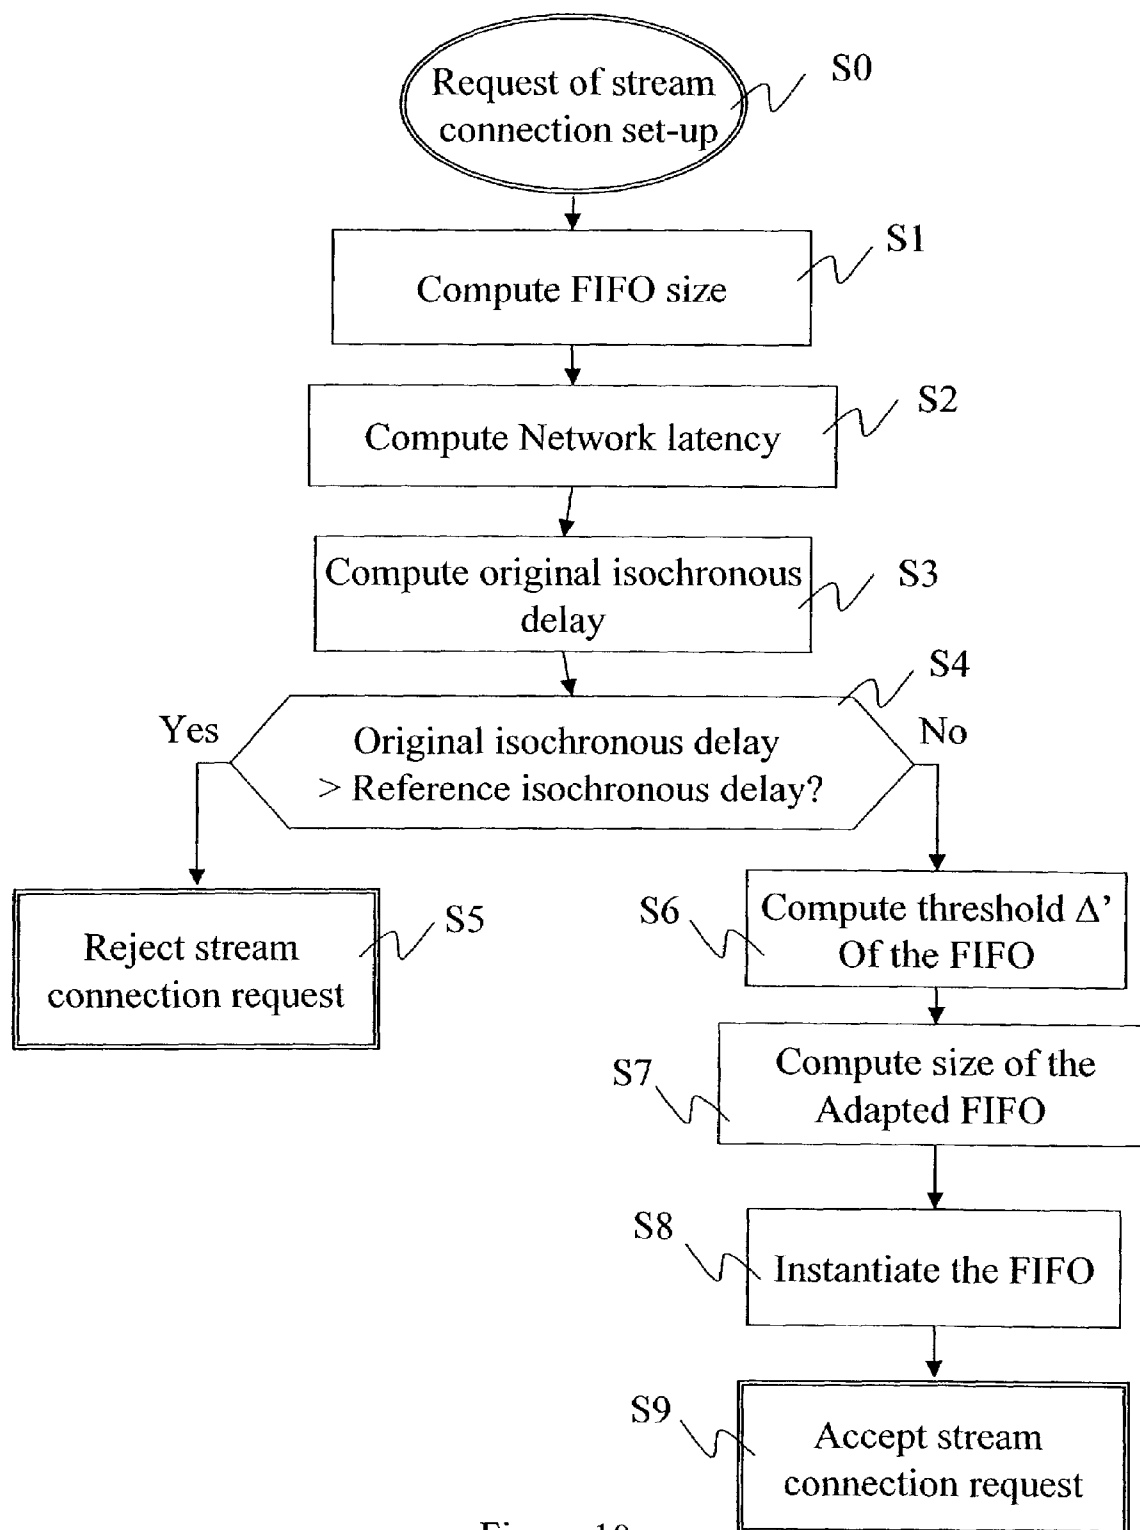 Request of stream
connection set-up
S0
S1
Compute FIFO size
S2
Compute Network latency
S3
Compute original isochronous
delay
S4
Yes
No
Original isochronous delay
> Reference isochronous delay?
S5
Reject stream
connection request
S6
Compute threshold Δ’
Of the FIFO
S7
Compute size of the
Adapted FIFO
S8
Instantiate the FIFO
S9
Accept stream
connection request